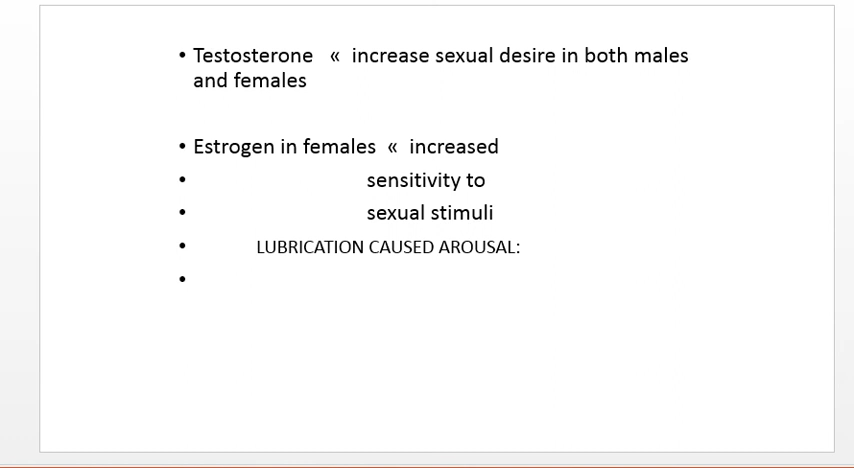 • Testosterone « increase sexual desire in both males
and females
• Estrogen in females « increased
• sensitivity to
• sexual stimuli
• LUBRICATION CAUSED AROUSAL:
•